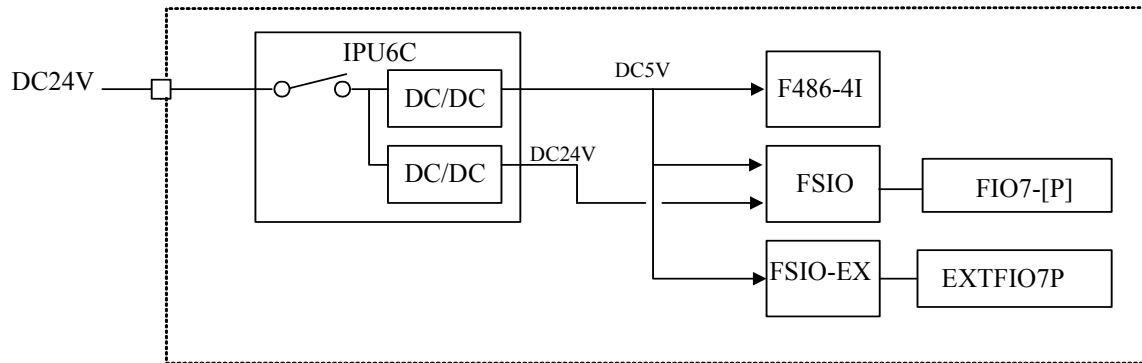 IPU6C
DC24V
DC/DC
DC5V
F486-4I
DC/DC
DC24V
FSIO
FIO7-[P]
FSIO-EX
EXTFIO7P